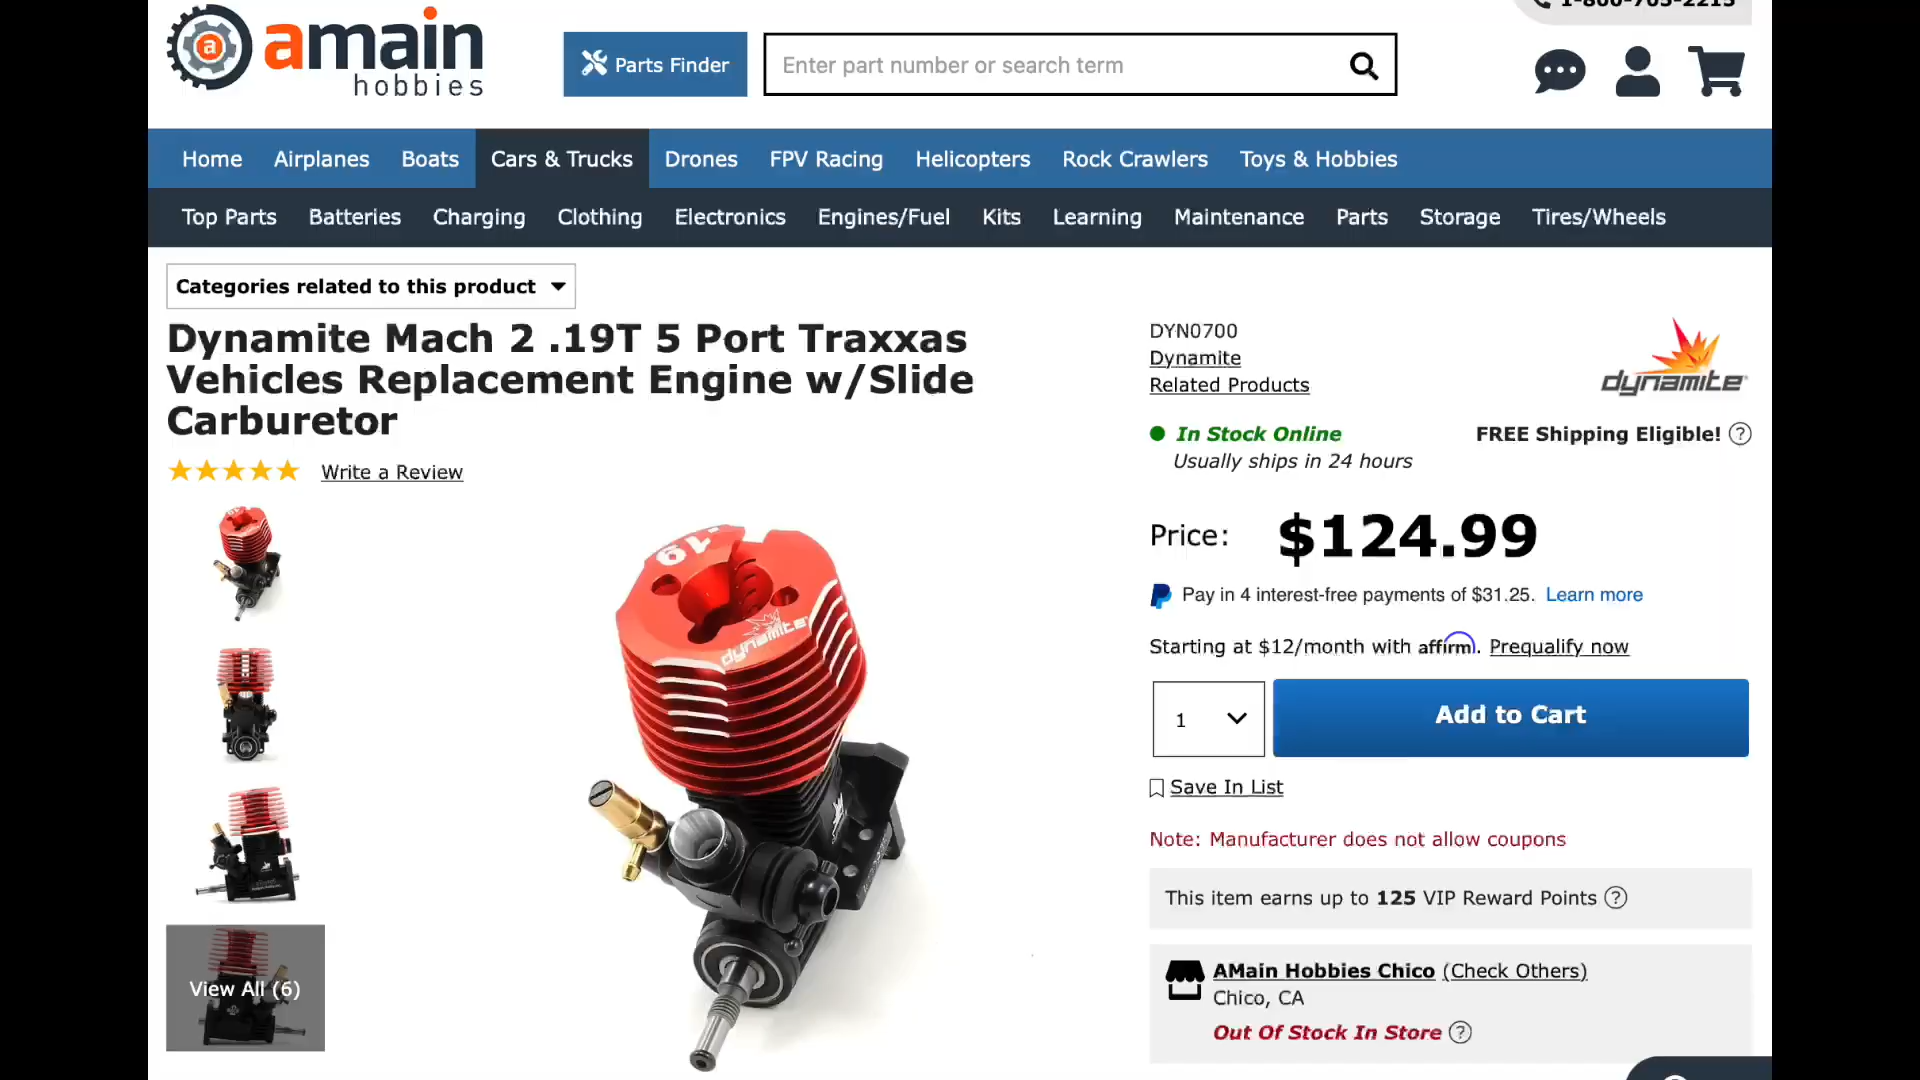 1-800-705-2215
a
amain
hobbies
Parts Finder
Enter part number or search term
Home Airplanes Boats Cars & Trucks Drones FPV Racing Helicopters Rock Crawlers Toys & Hobbies
Top Parts Batteries Charging Clothing Electronics Engines/Fuel Kits Learning Maintenance Parts Storage Tires/Wheels
Categories related to this product
Dynamite Mach 2 .19T 5 Port Traxxas
Vehicles Replacement Engine w/Slide
Carburetor
Write a Review
View All (6)
.19
dynamite
DYN0700
Dynamite
Related Products
dynamite
In Stock Online
FREE Shipping Eligible! ?
Usually ships in 24 hours
Price: $124.99
Pay in 4 interest-free payments of $31.25. Learn more
Starting at $12/month with affirm. Prequalify now
1
Add to Cart
Save In List
Note: Manufacturer does not allow coupons
This item earns up to 125 VIP Reward Points ?
AMain Hobbies Chico (Check Others)
Chico, CA
Out Of Stock In Store ?